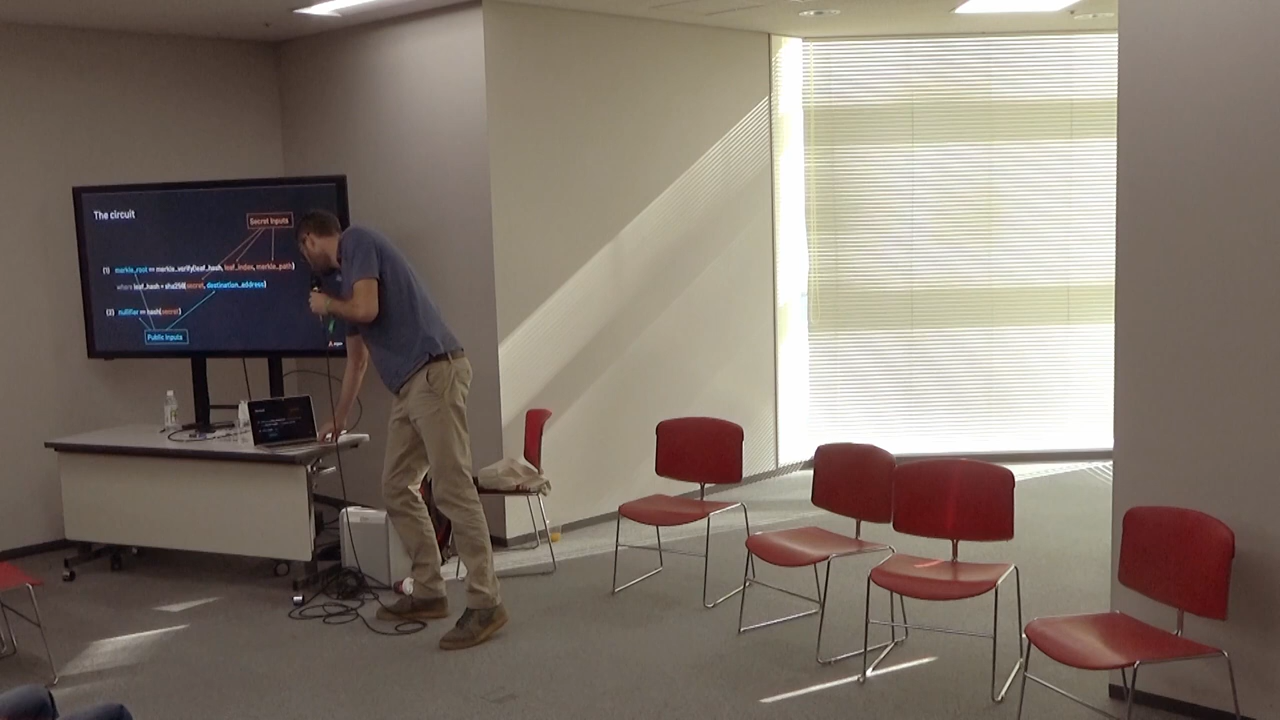 The circuit
Secret Inputs
(1) merkle_root == merkle_verify(leaf_hash, leaf_index, merkle_path)
where leaf_hash = sha256(secret, destination_address)
(2) nullifier == hash(secret)
Public Inputs